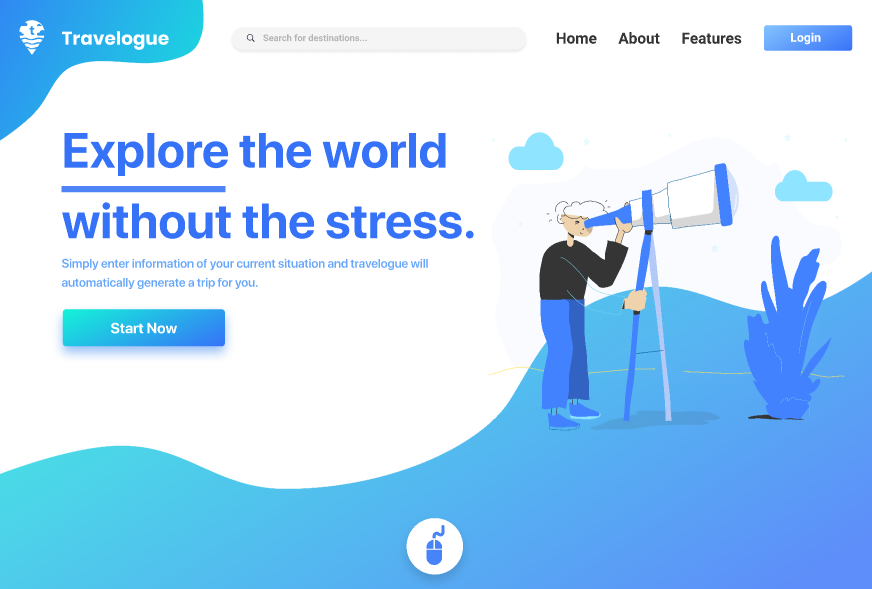 t
Travelogue
Search for destinations...
Home
About
Features
Login
Explore the world
without the stress.
Simply enter information of your current situation and travelogue will
automatically generate a trip for you.
Start Now